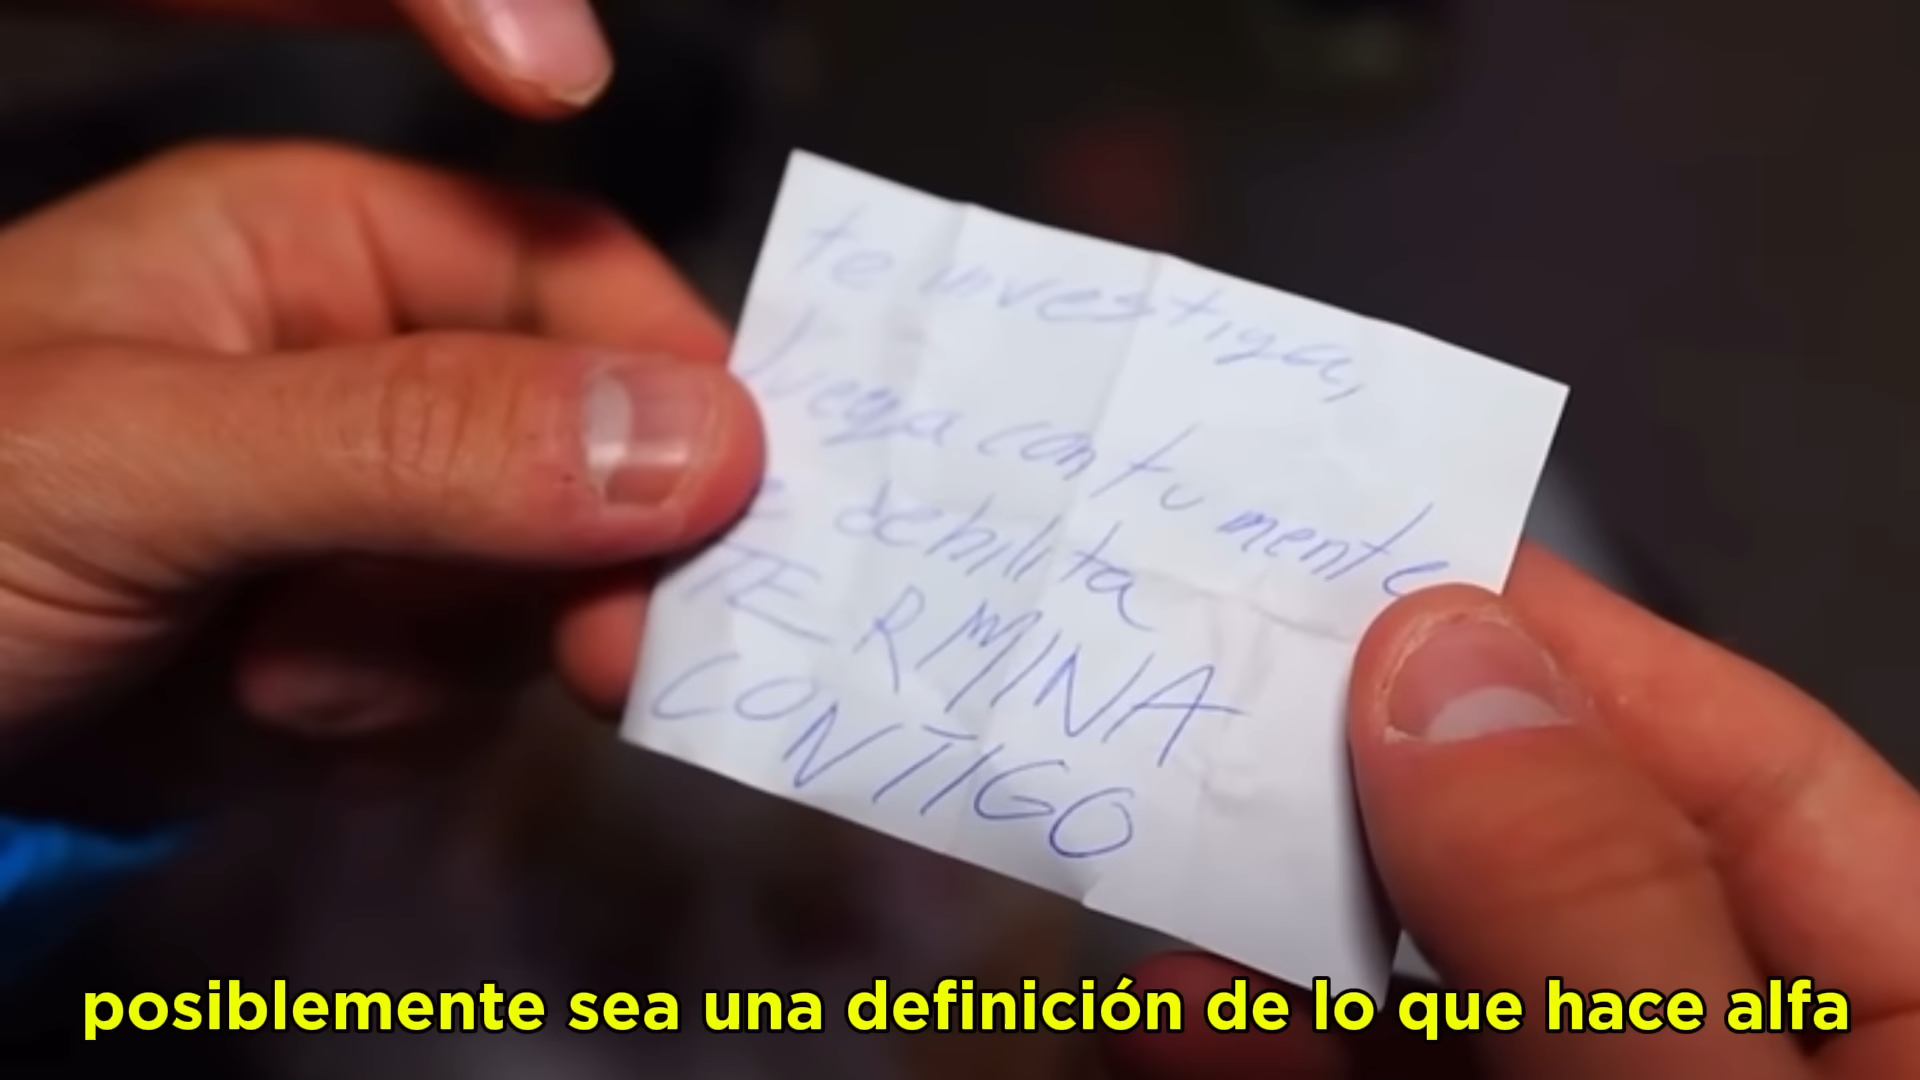 te investiga,
Juega con tu mente
debilita
TERMINA
CONTIGO
posiblemente sea una definición de lo que hace alfa